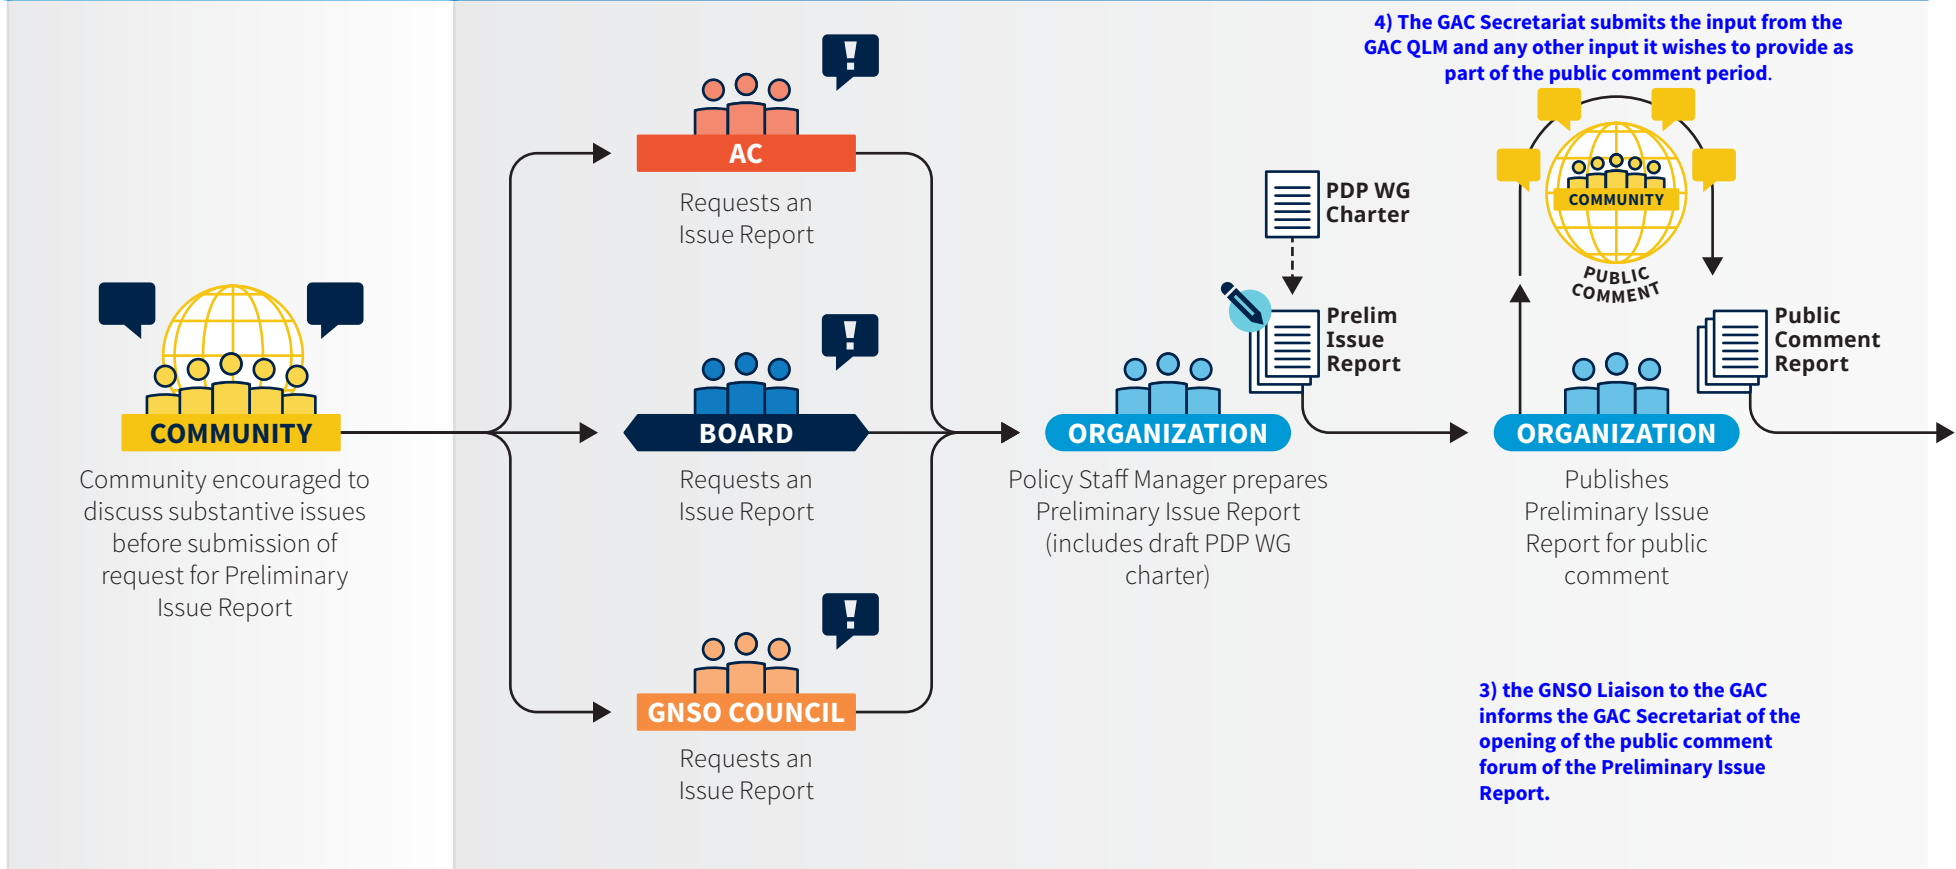 COMMUNITY
Community encouraged to
discuss substantive issues
before submission of
request for Preliminary
Issue Report
!
AC
Requests an
Issue Report
!
BOARD
Requests an
Issue Report
!
GNSO COUNCIL
Requests an
Issue Report
PDP WG
Charter
Prelim
Issue
Report
ORGANIZATION
Policy Staff Manager prepares
Preliminary Issue Report
(includes draft PDP WG
charter)
4) The GAC Secretariat submits the input from the
GAC QLM and any other input it wishes to provide as
part of the public comment period.
COMMUNITY
PUBLIC
COMMENT
Public
Comment
Report
ORGANIZATION
Publishes
Preliminary Issue
Report for public
comment
3) the GNSO Liaison to the GAC
informs the GAC Secretariat of the
opening of the public comment
forum of the Preliminary Issue
Report.